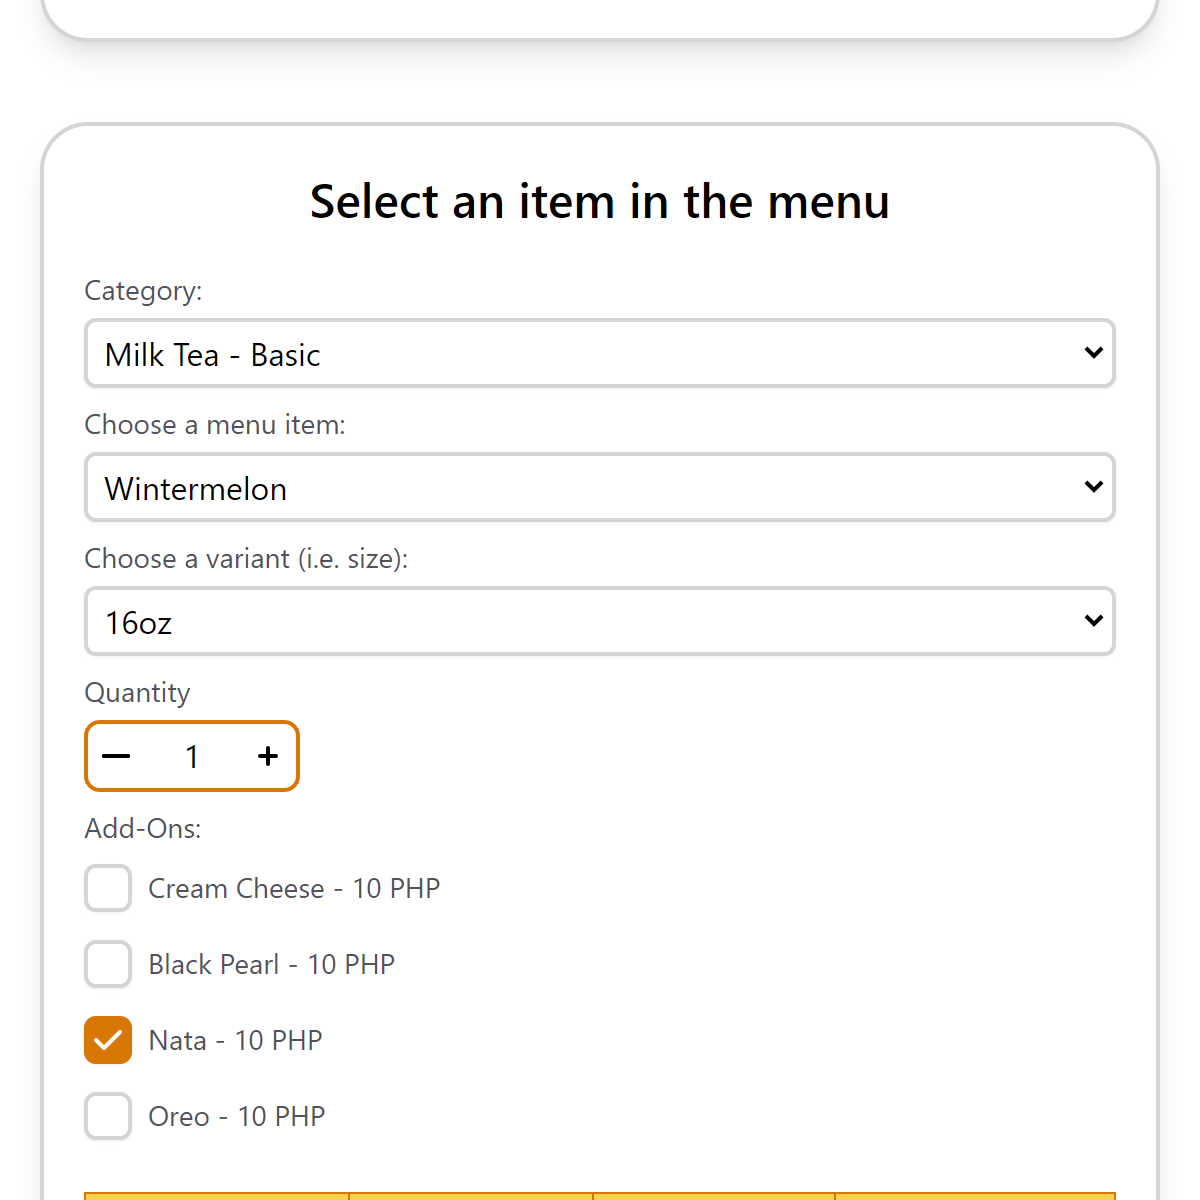 Select an item in the menu
Category:
Milk Tea - Basic
Choose a menu item:
Wintermelon
Choose a variant (i.e. size):
16oz
Quantity
1
Add-Ons:
Cream Cheese - 10 PHP
Black Pearl - 10 PHP
Nata - 10 PHP
Oreo - 10 PHP